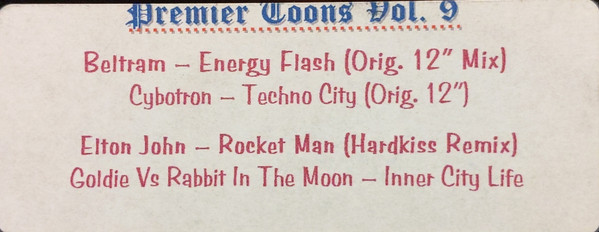 Premier Toons Vol. 9
Beltram – Energy Flash (Orig. 12" Mix)
Cybotron – Techno City (Orig. 12")
Elton John – Rocket Man (Hardkiss Remix)
Goldie Vs Rabbit In The Moon – Inner City Life